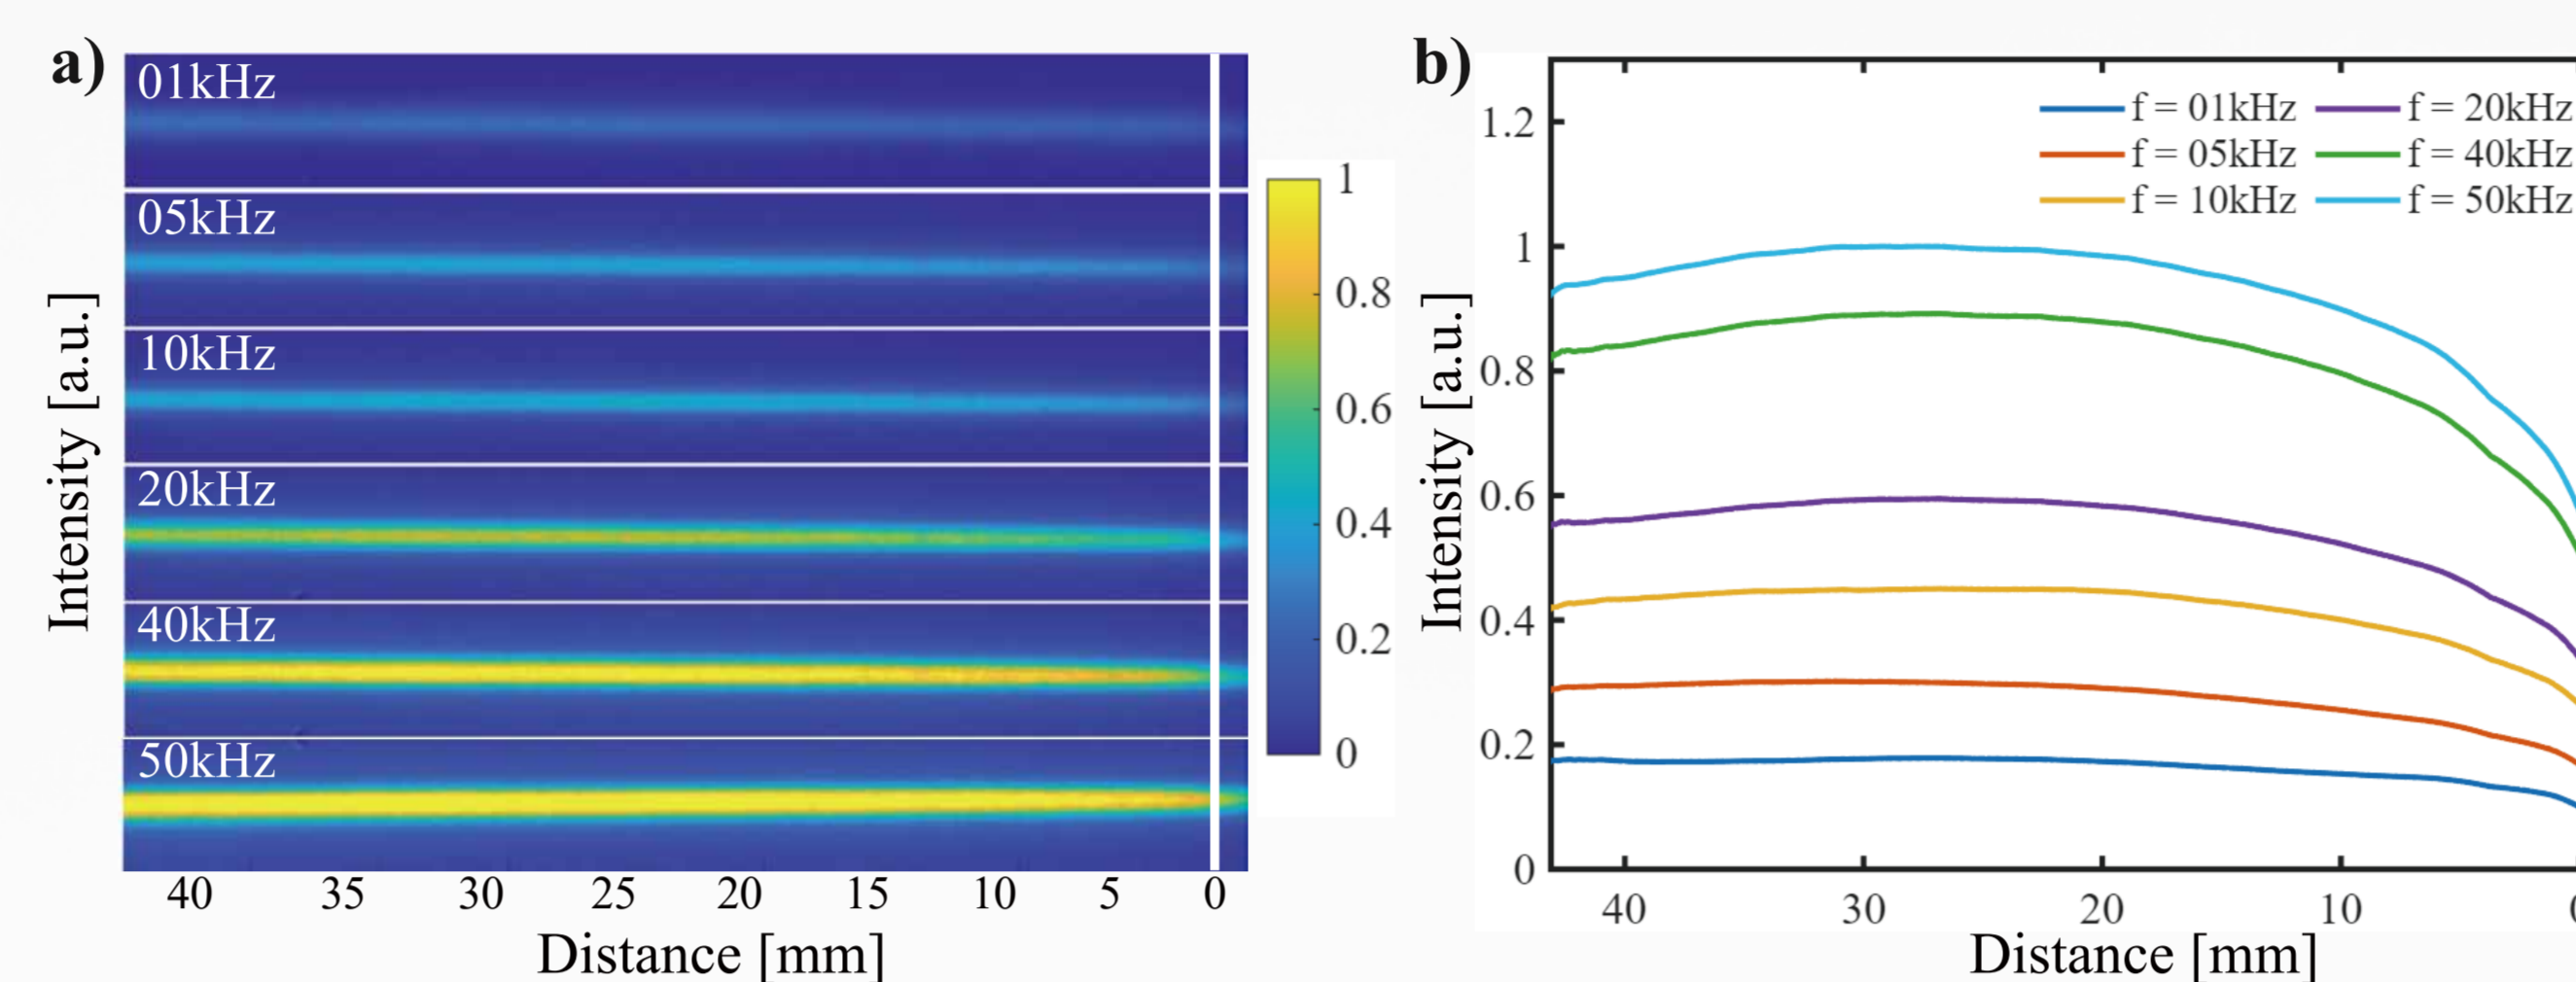 a)
01kHz
05kHz
10kHz
20kHz
40kHz
50kHz
Intensity [a.u.]
40 35 30 25 20 15 10 5 0
Distance [mm]
1
0.8
0.6
0.4
0.2
0
b)
f = 01kHz f = 20kHz
f = 05kHz f = 40kHz
f = 10kHz f = 50kHz
Intensity [a.u.]
1.2
1
0.8
0.6
0.4
0.2
0
40 30 20 10
Distance [mm]